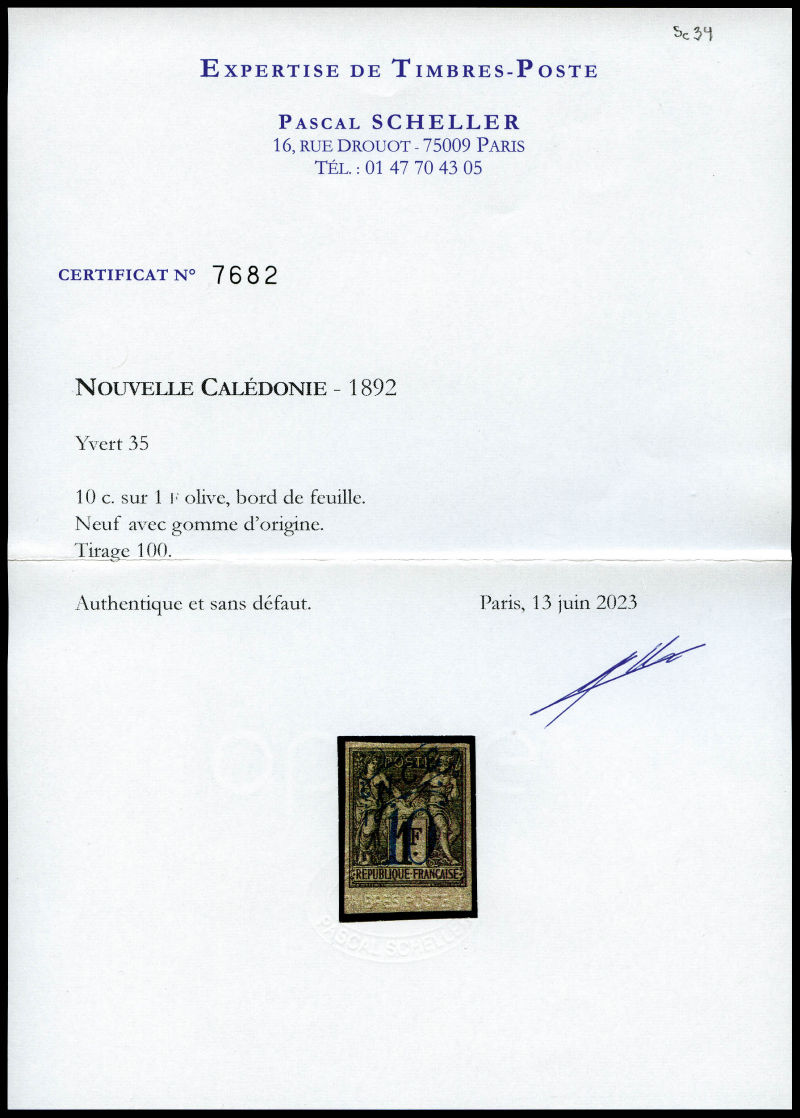 Sc 34
EXPERTISE DE TIMBRES-POSTE
PASCAL SCHELLER
16, RUE DROUOT - 75009 PARIS
TÉL. : 01 47 70 43 05
CERTIFICAT N° 7682
NOUVELLE CALÉDONIE - 1892
Yvert 35
10 c. sur 1 F olive, bord de feuille.
Neuf avec gomme d'origine.
Tirage 100.
Authentique et sans défaut.
Paris, 13 juin 2023
POSTES
10
1F
REPUBLIQUE-FRANÇAISE
PASCAL SCHELLER